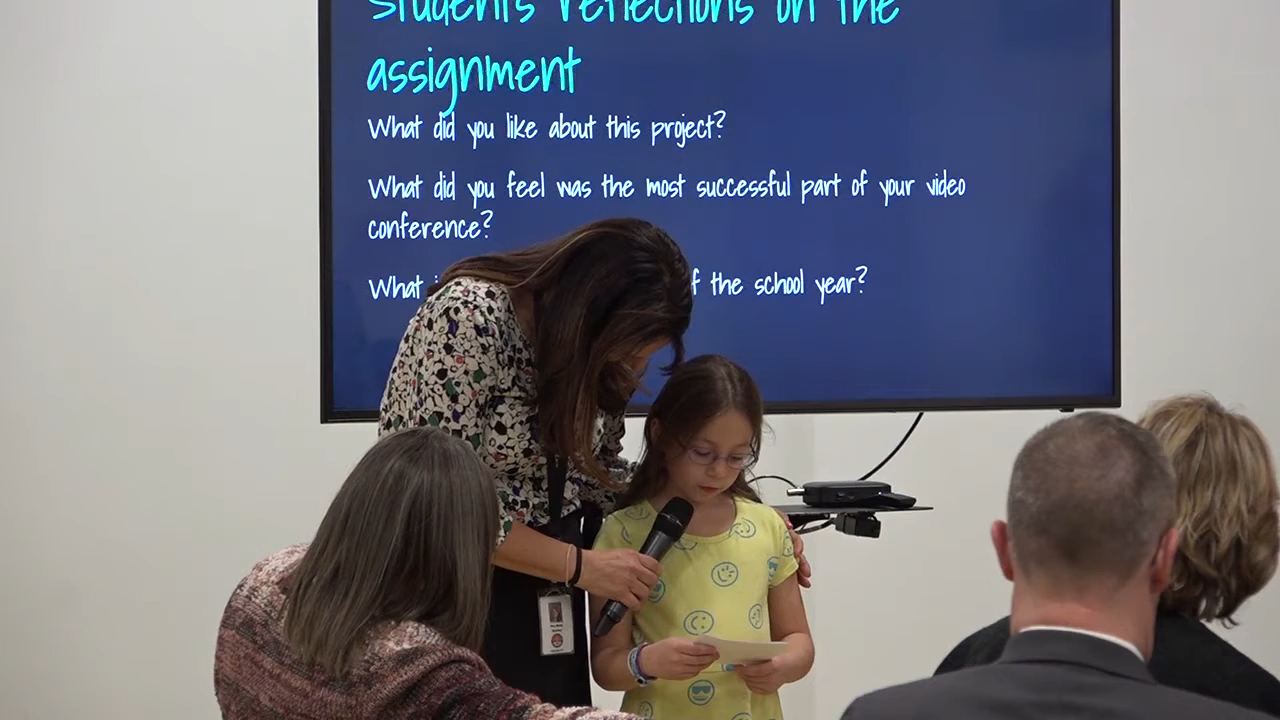 Students reflections on the
assignment
What did you like about this project?
What did you feel was the most successful part of your video
conference?
What of the school year?